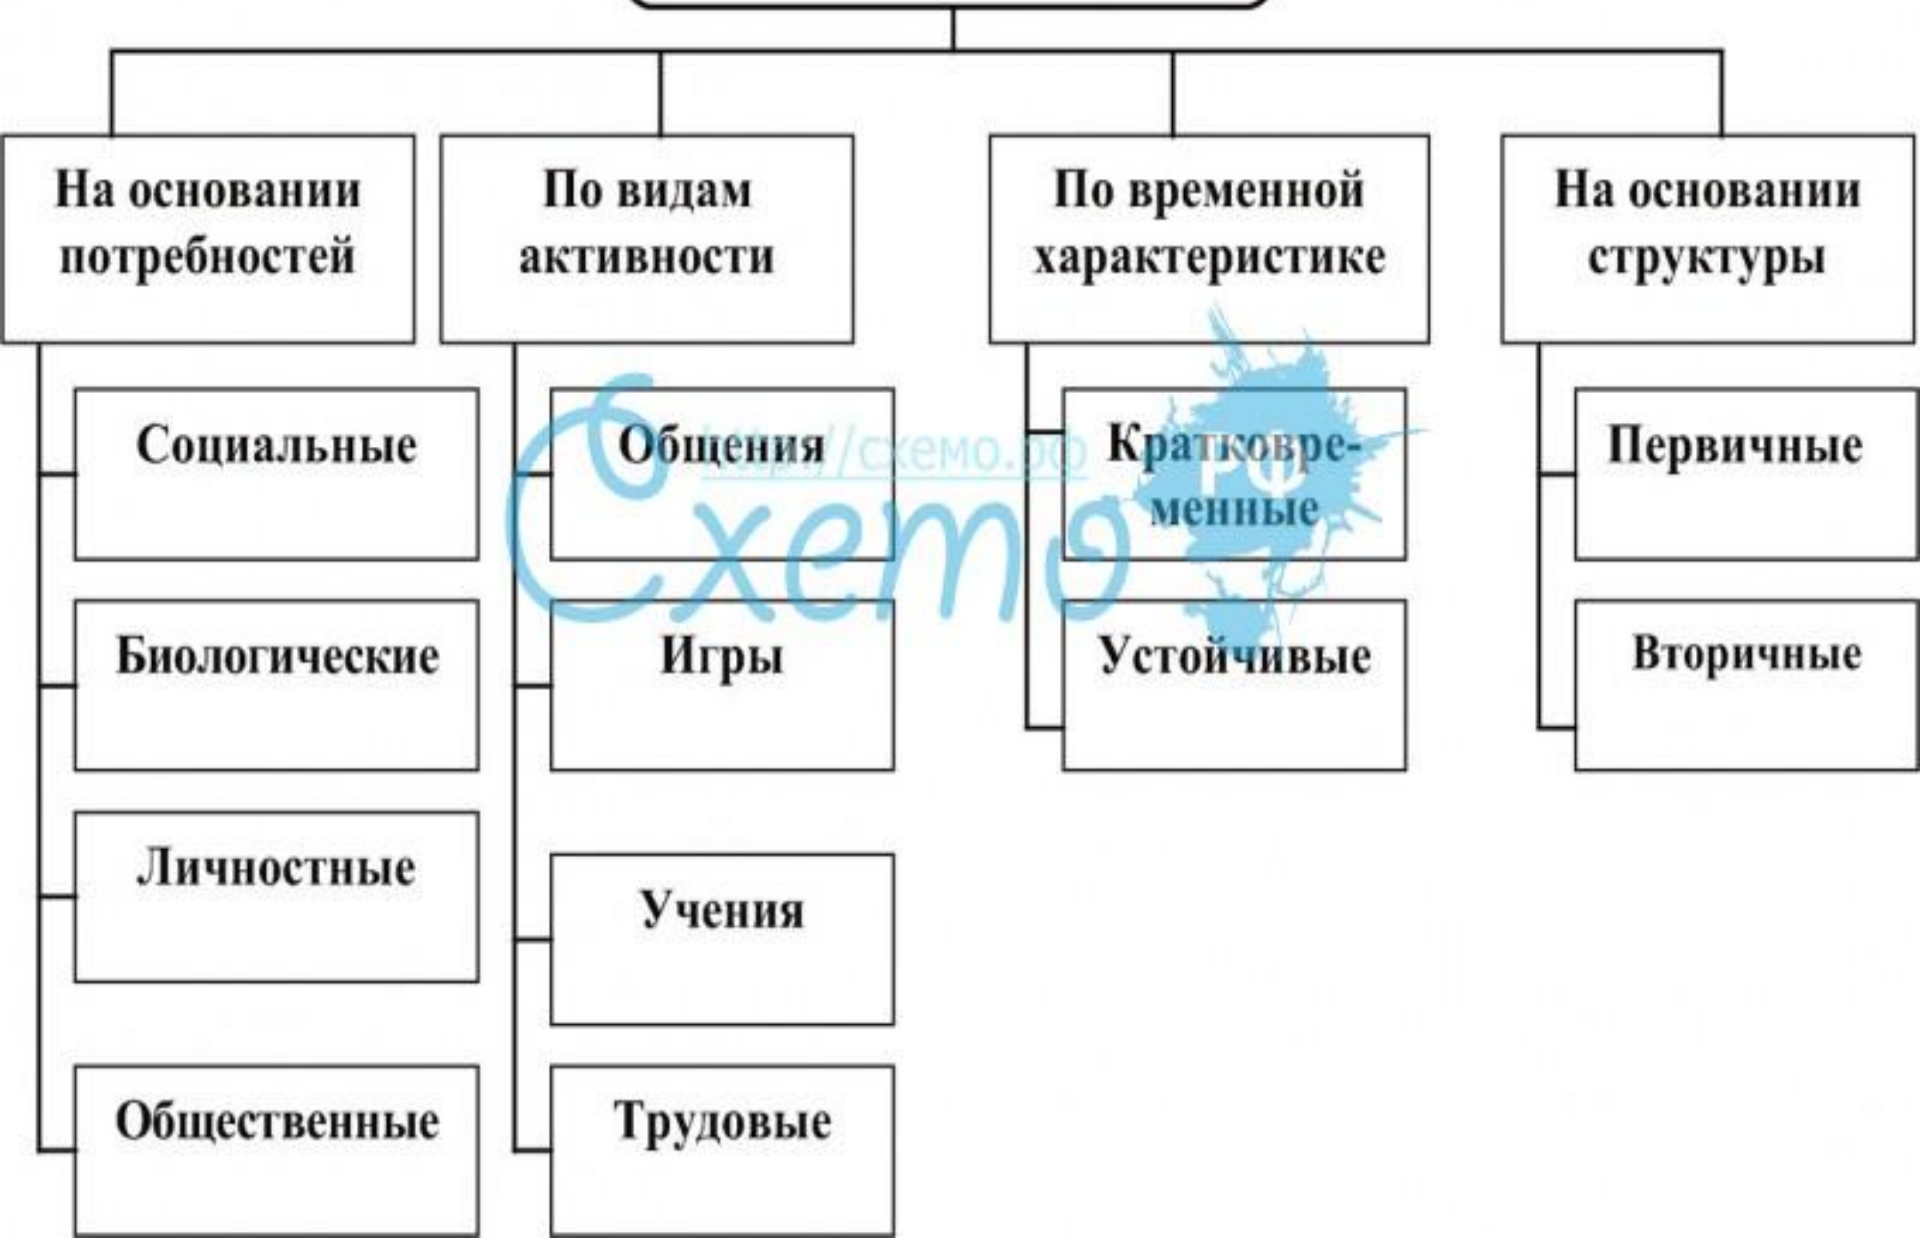 На основании
потребностей
Социальные
Биологические
Личностные
Общественные
По видам
активности
Общения
Игры
Учения
Трудовые
По временной
характеристике
Кратковре-
менные
Устойчивые
На основании
структуры
Первичные
Вторичные
http://схемо.рф
Схемо
РФ